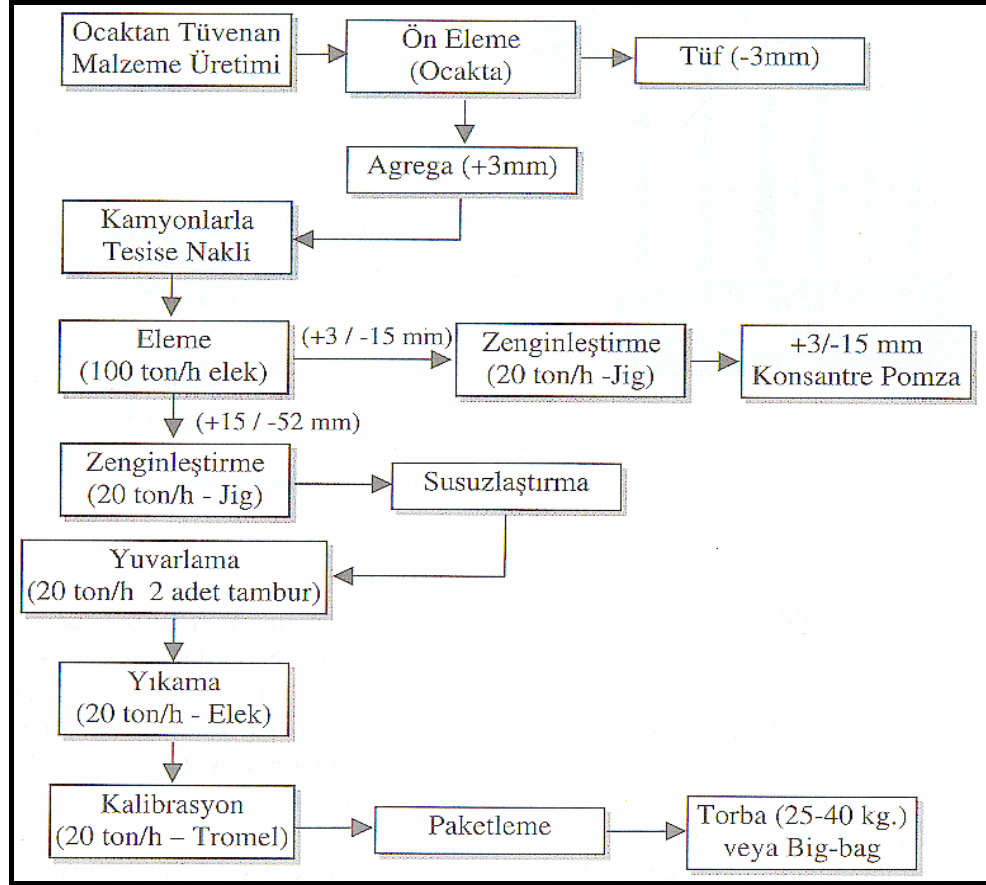 Ocaktan Tüvenan
Malzeme Üretimi
Ön Eleme
(Ocakta)
Tüf (-3mm)
Agrega (+3mm)
Kamyonlarla
Tesise Nakli
Eleme
(100 ton/h elek)
(+3 / -15 mm)
Zenginleştirme
(20 ton/h -Jig)
+3/-15 mm
Konsantre Pomza
(+15 / -52 mm)
Zenginleştirme
(20 ton/h - Jig)
Susuzlaştırma
Yuvarlama
(20 ton/h 2 adet tambur)
Yıkama
(20 ton/h - Elek)
Kalibrasyon
(20 ton/h – Tromel)
Paketleme
Torba (25-40 kg.)
veya Big-bag